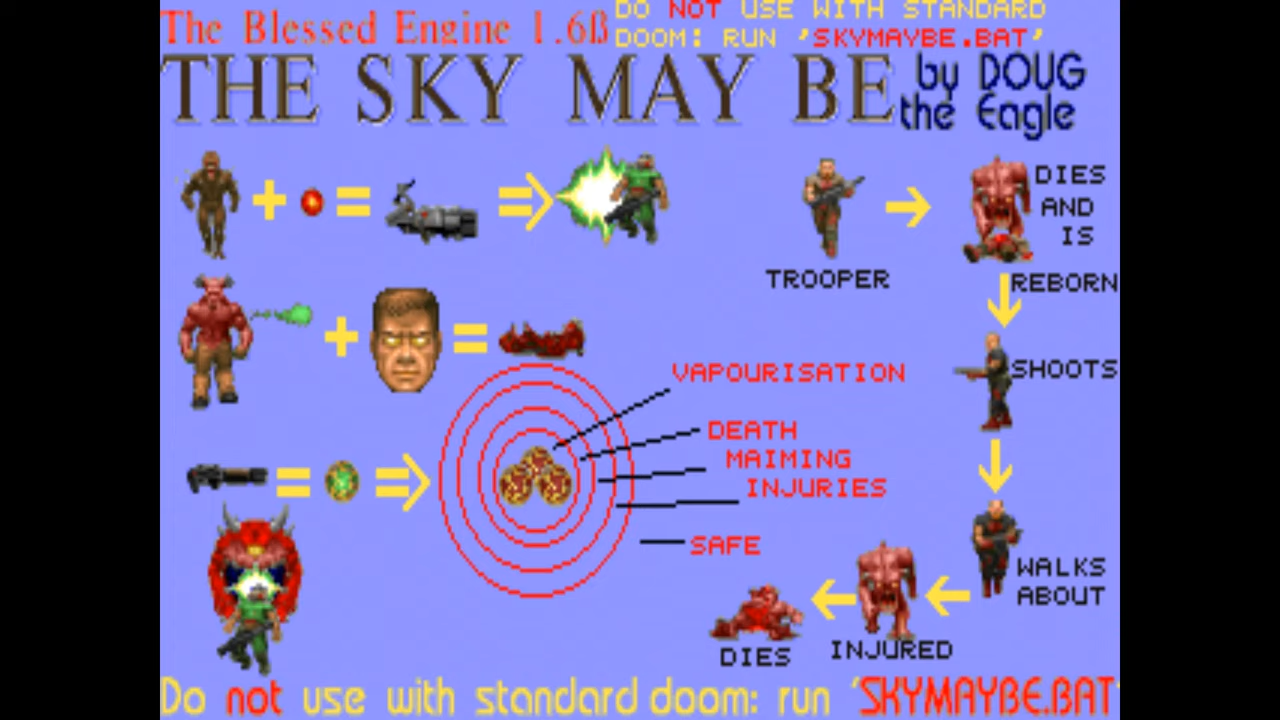 The Blessed Engine 1.6ß
DO NOT USE WITH STANDARD
DOOM: RUN 'SKYMAYBE.BAT'
THE SKY MAY BE
by DOUG
the Eagle
DIES
AND
IS
REBORN
TROOPER
SHOOTS
VAPOURISATION
DEATH
MAIMING
INJURIES
SAFE
WALKS
ABOUT
INJURED
DIES
Do not use with standard doom: run 'SKYMAYBE.BAT'